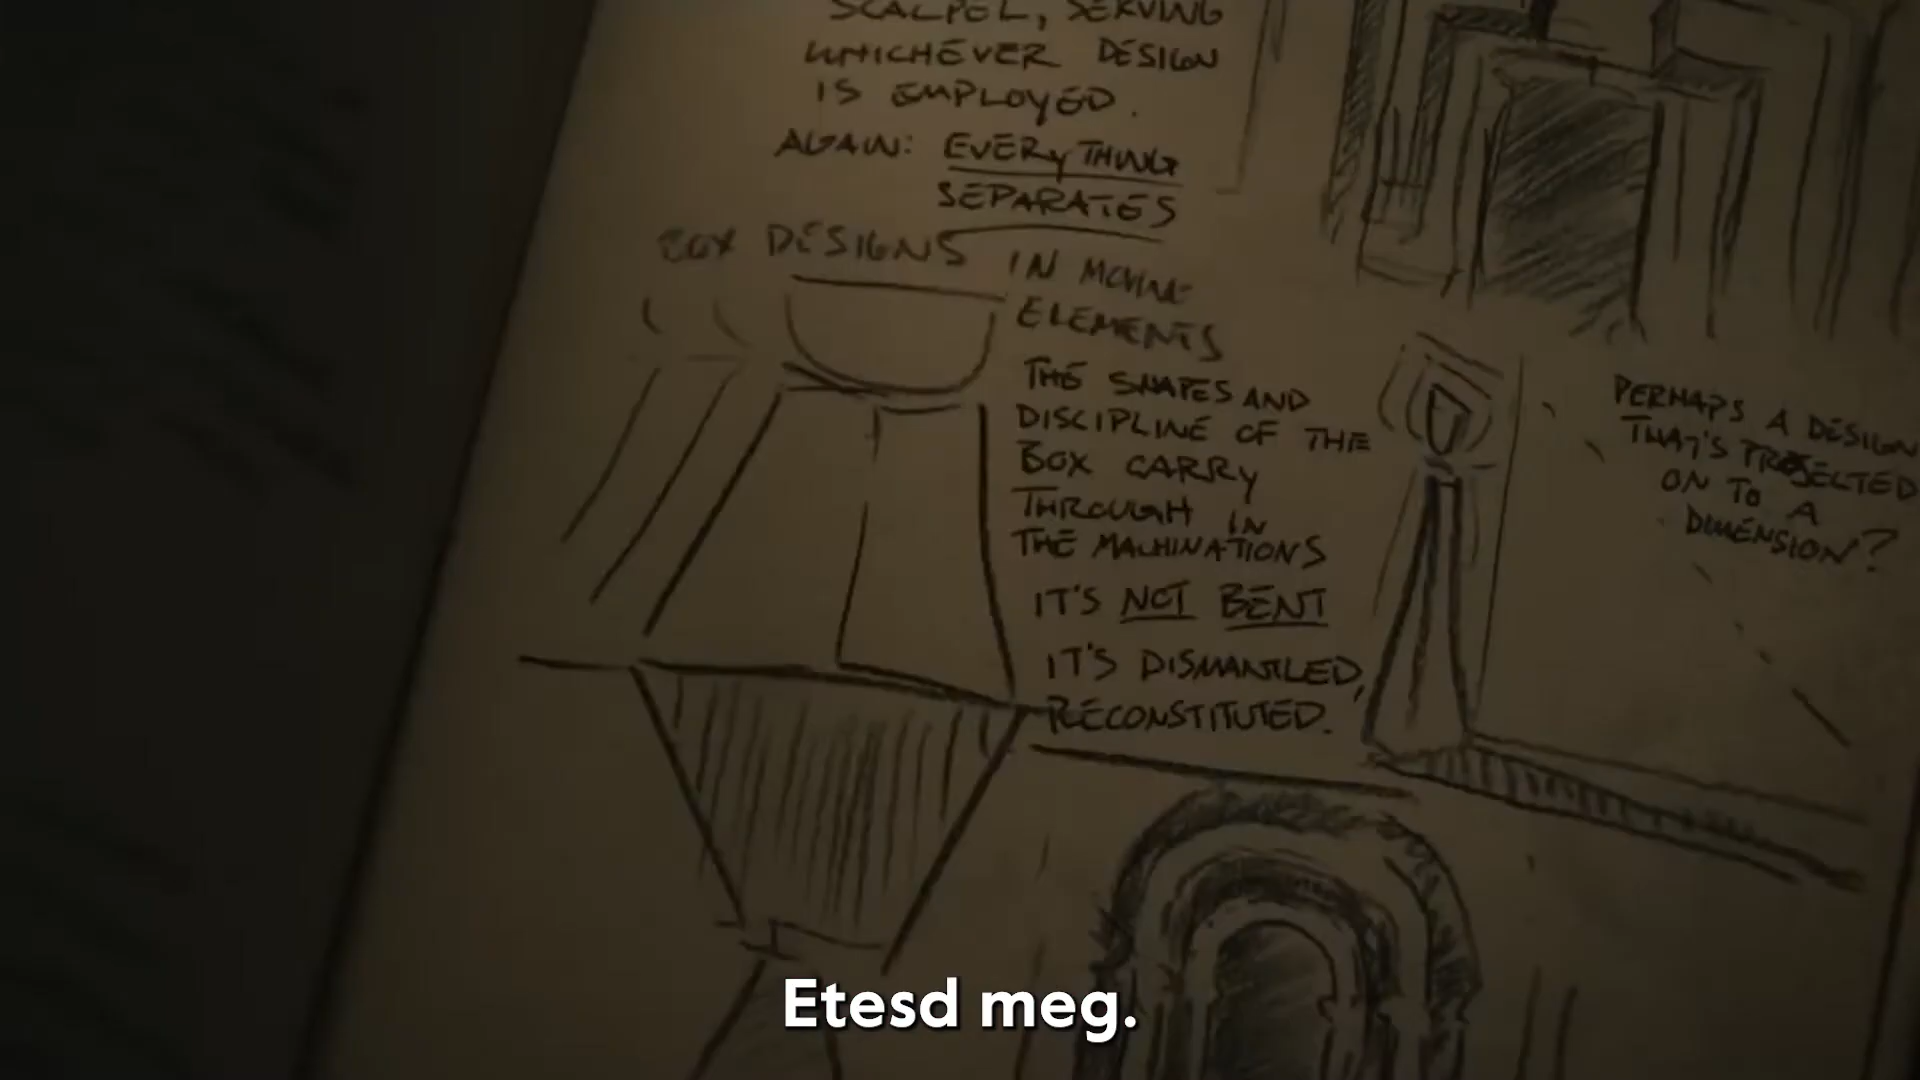 SCALPEL, SERVING
WHICHEVER DESIGN
IS EMPLOYED.
AGAIN: EVERYTHING
SEPARATES
BOX DESIGNS IN MOVING
ELEMENTS
THE SHAPES AND
DISCIPLINE OF THE
BOX CARRY
THROUGH IN
THE MACHINATIONS
IT'S NOT BENT
IT'S DISMANTLED,
RECONSTITUTED.
PERHAPS A DESIGN
THAT'S PROJECTED
ON TO A
DIMENSION?
Etesd meg.